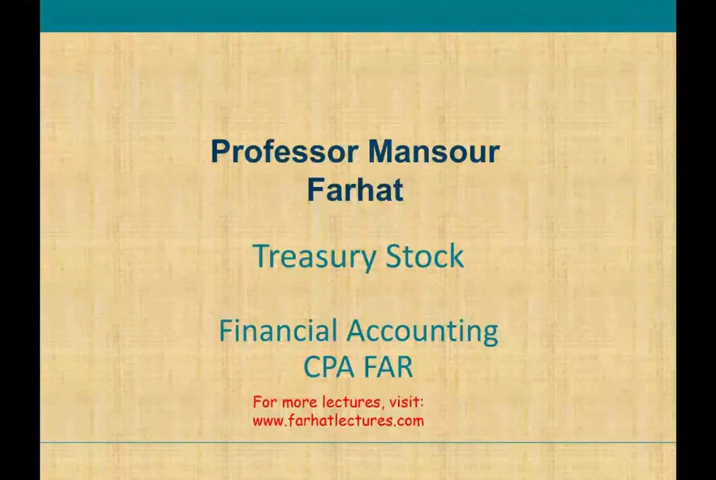 Professor Mansour
Farhat
Treasury Stock
Financial Accounting
CPA FAR
For more lectures, visit:
www.farhatlectures.com